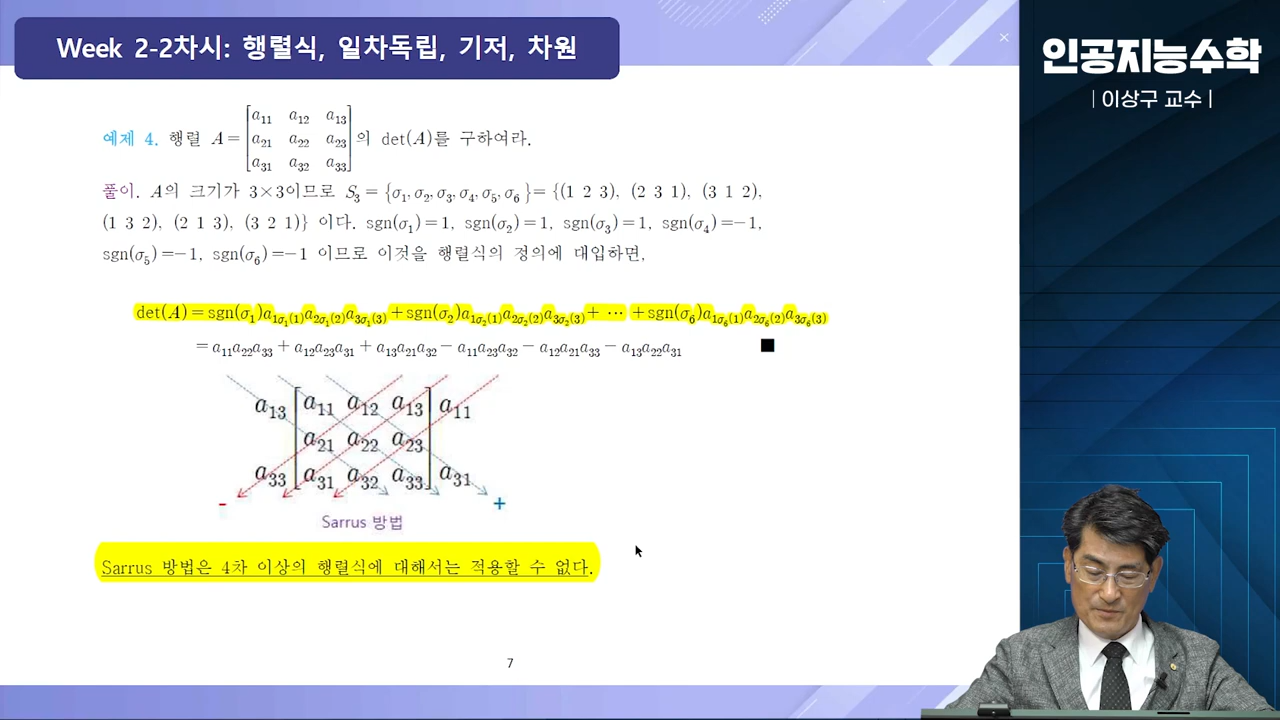 Week 2-2차시: 행렬식, 일차독립, 기저, 차원
인공지능수학
| 이상구 교수 |
예제 4. 행렬 A = [a11 a12 a13
a21 a22 a23
a31 a32 a33] 의 det(A)를 구하여라.
풀이. A의 크기가 3×3이므로 S3 = {σ1, σ2, σ3, σ4, σ5, σ6} = {(1 2 3), (2 3 1), (3 1 2),
(1 3 2), (2 1 3), (3 2 1)} 이다. sgn(σ1) = 1, sgn(σ2) = 1, sgn(σ3) = 1, sgn(σ4) = −1,
sgn(σ5) = −1, sgn(σ6) = −1 이므로 이것을 행렬식의 정의에 대입하면,
det(A) = sgn(σ1)a1σ1(1)a2σ1(2)a3σ1(3) + sgn(σ2)a1σ2(1)a2σ2(2)a3σ2(3) + ⋯ + sgn(σ6)a1σ6(1)a2σ6(2)a3σ6(3)
= a11a22a33 + a12a23a31 + a13a21a32 − a11a23a32 − a12a21a33 − a13a22a31 ■
a13 [a11 a12 a13] a11
a21 a22 a23
a33 a31 a32 a33 a31
- +
Sarrus 방법
Sarrus 방법은 4차 이상의 행렬식에 대해서는 적용할 수 없다.
7